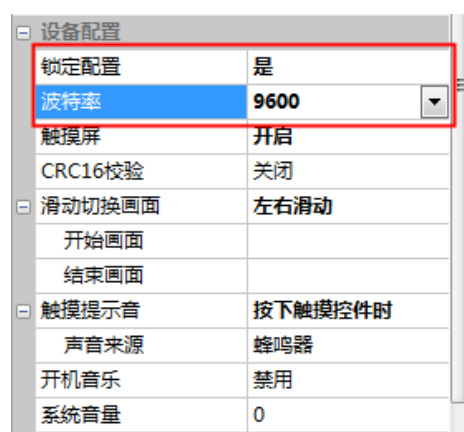 设备配置
锁定配置 是
波特率 9600
触摸屏 开启
CRC16校验 关闭
滑动切换画面 左右滑动
开始画面
结束画面
触摸提示音 按下触摸控件时
声音来源 蜂鸣器
开机音乐 禁用
系统音量 0